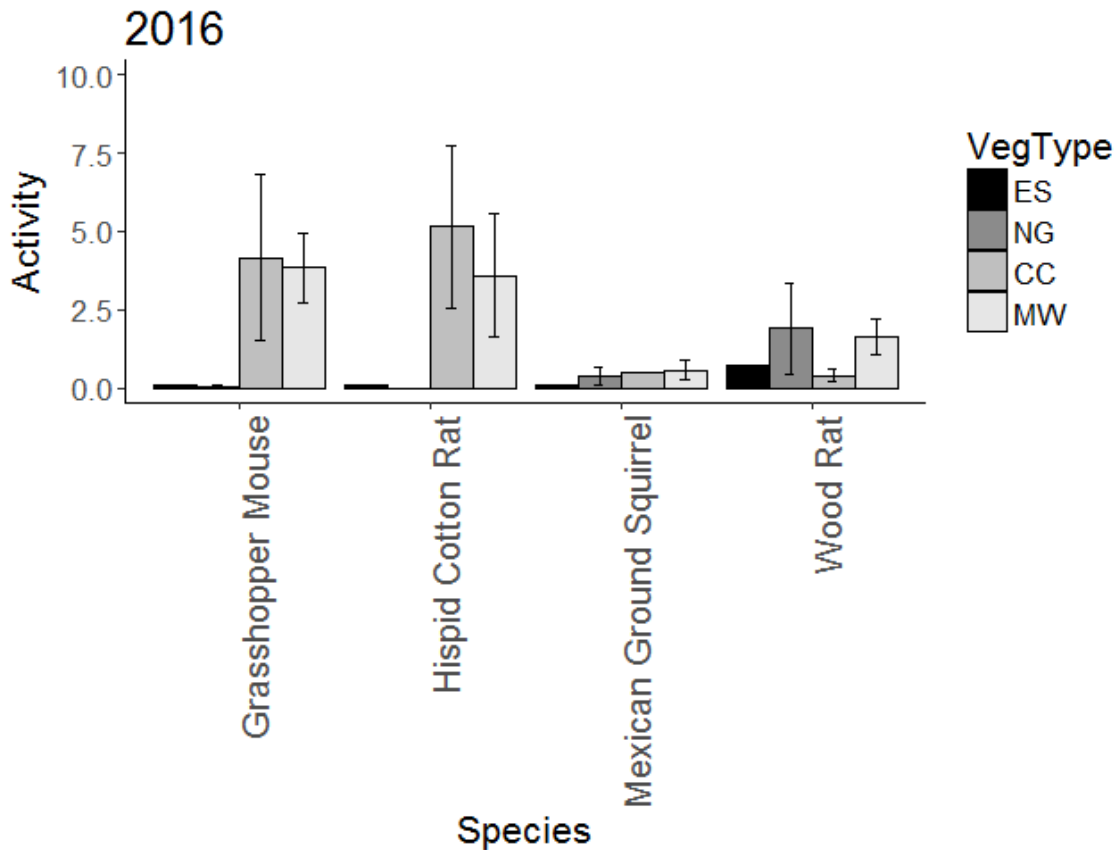 2016
Activity
10.0
7.5
5.0
2.5
0.0
Grasshopper Mouse
Hispid Cotton Rat
Mexican Ground Squirrel
Wood Rat
Species
VegType
ES
NG
CC
MW